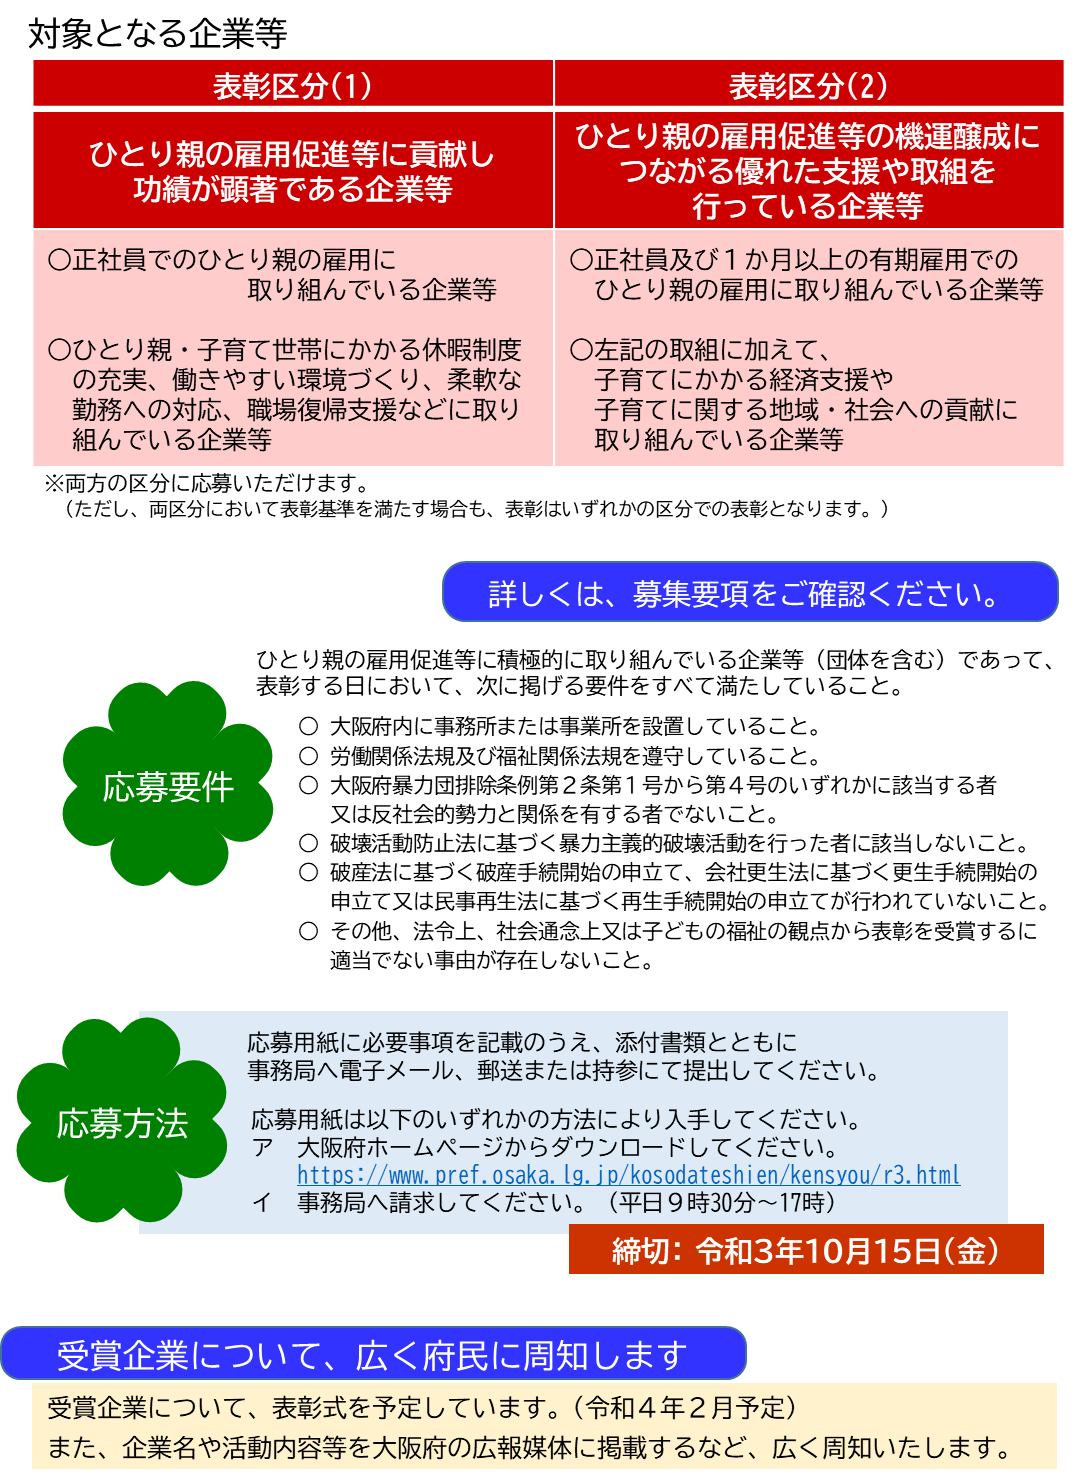 対象となる企業等
表彰区分(1)
表彰区分(2)
ひとり親の雇用促進等に貢献し
功績が顕著である企業等
ひとり親の雇用促進等の機運醸成に
つながる優れた支援や取組を
行っている企業等
〇正社員でのひとり親の雇用に
取り組んでいる企業等
〇ひとり親・子育て世帯にかかる休暇制度
の充実、働きやすい環境づくり、柔軟な
勤務への対応、職場復帰支援などに取り
組んでいる企業等
〇正社員及び１か月以上の有期雇用での
ひとり親の雇用に取り組んでいる企業等
〇左記の取組に加えて、
子育てにかかる経済支援や
子育てに関する地域・社会への貢献に
取り組んでいる企業等
※両方の区分に応募いただけます。
（ただし、両区分において表彰基準を満たす場合も、表彰はいずれかの区分での表彰となります。）
詳しくは、募集要項をご確認ください。
応募要件
ひとり親の雇用促進等に積極的に取り組んでいる企業等（団体を含む）であって、
表彰する日において、次に掲げる要件をすべて満たしていること。
〇 大阪府内に事務所または事業所を設置していること。
〇 労働関係法規及び福祉関係法規を遵守していること。
〇 大阪府暴力団排除条例第２条第１号から第４号のいずれかに該当する者
又は反社会的勢力と関係を有する者でないこと。
〇 破壊活動防止法に基づく暴力主義的破壊活動を行った者に該当しないこと。
〇 破産法に基づく破産手続開始の申立て、会社更生法に基づく更生手続開始の
申立て又は民事再生法に基づく再生手続開始の申立てが行われていないこと。
〇 その他、法令上、社会通念上又は子どもの福祉の観点から表彰を受賞するに
適当でない事由が存在しないこと。
応募方法
応募用紙に必要事項を記載のうえ、添付書類とともに
事務局へ電子メール、郵送または持参にて提出してください。
応募用紙は以下のいずれかの方法により入手してください。
ア　大阪府ホームページからダウンロードしてください。
https://www.pref.osaka.lg.jp/kosodateshien/kensyou/r3.html
イ　事務局へ請求してください。（平日９時30分～17時）
締切：令和3年10月15日(金)
受賞企業について、広く府民に周知します
受賞企業について、表彰式を予定しています。（令和４年２月予定）
また、企業名や活動内容等を大阪府の広報媒体に掲載するなど、広く周知いたします。